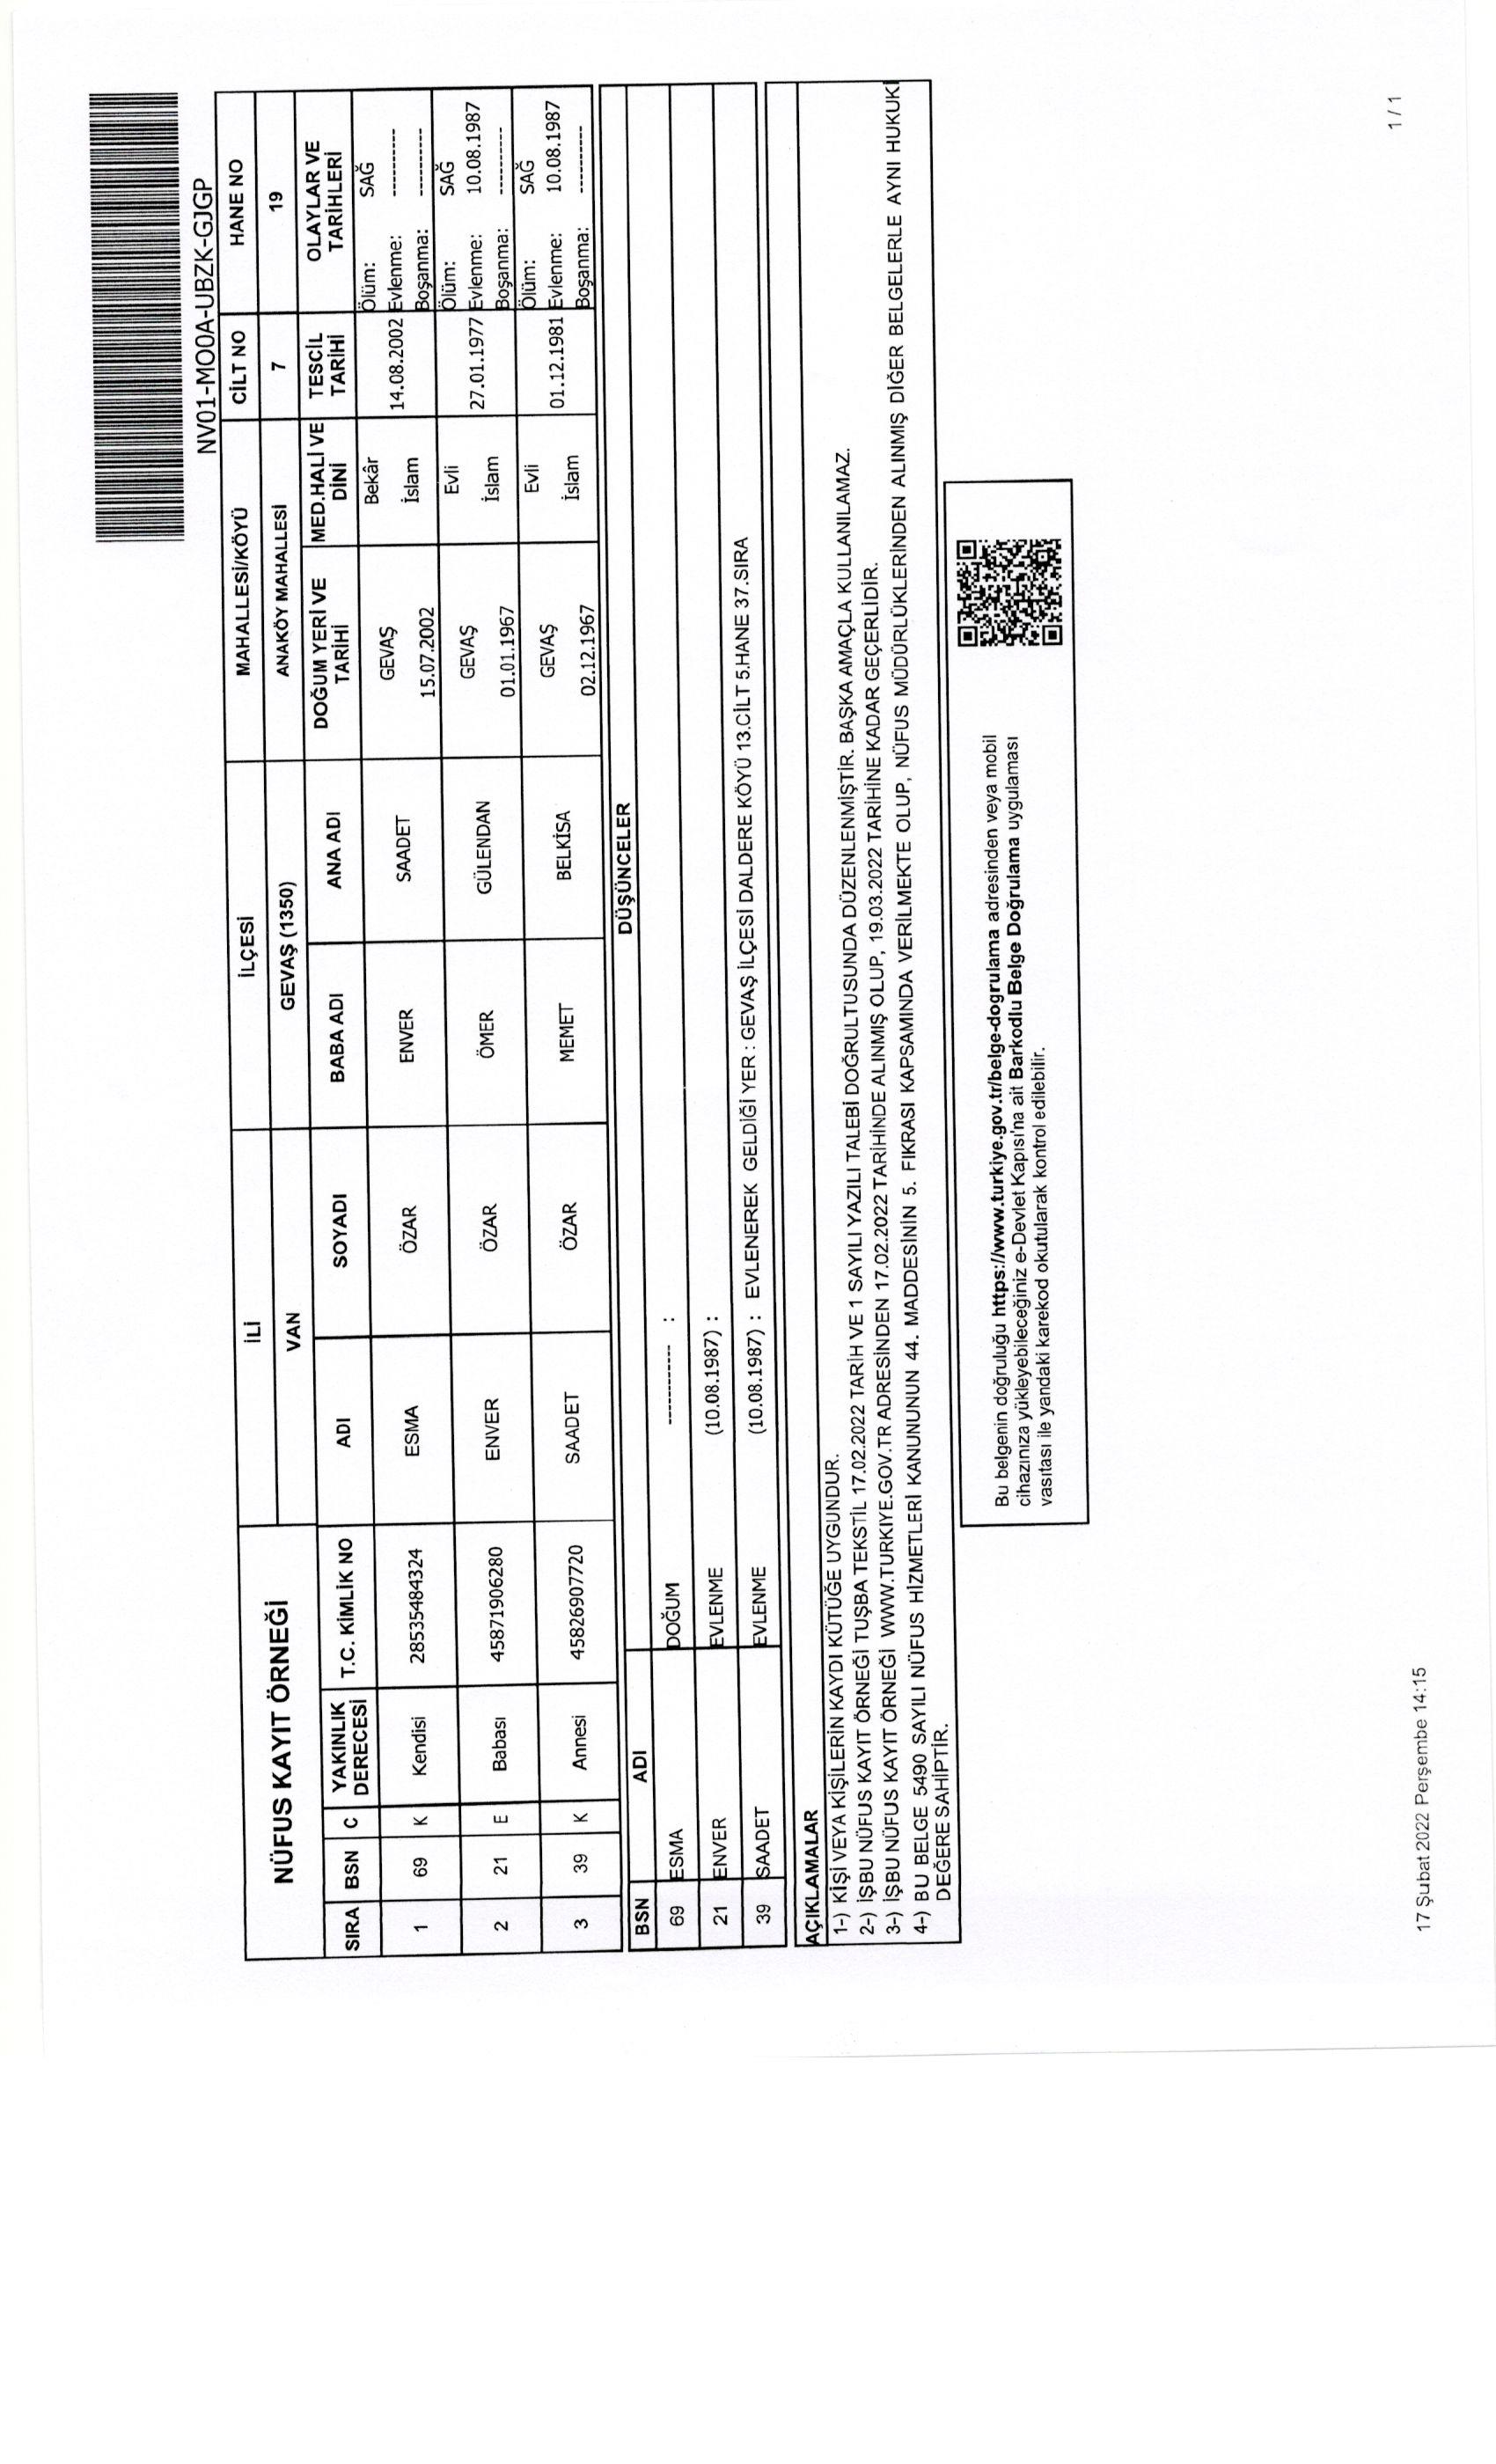 NV01-MO0A-UBZK-GJGP
NÜFUS KAYIT ÖRNEĞİ
İLİ İLÇESİ MAHALLESİ/KÖYÜ CİLT NO HANE NO
VAN GEVAŞ (1350) ANAKÖY MAHALLESİ 7 19
SIRA BSN C YAKINLIK DERECESİ T.C. KİMLİK NO ADI SOYADI BABA ADI ANA ADI DOĞUM YERİ VE TARİHİ MED.HALİ VE DİNİ TESCİL TARİHİ OLAYLAR VE TARİHLERİ
1 69 K Kendisi 28535484324 ESMA ÖZAR ENVER SAADET GEVAŞ 15.07.2002 Bekâr İslam 14.08.2002 Ölüm: SAĞ
Evlenme: ----------
Boşanma: ----------
2 21 E Babası 45871906280 ENVER ÖZAR ÖMER GÜLENDAN GEVAŞ 01.01.1967 Evli İslam 27.01.1977 Ölüm: SAĞ
Evlenme: 10.08.1987
Boşanma: ----------
3 39 K Annesi 45826907720 SAADET ÖZAR MEMET BELKİSA GEVAŞ 02.12.1967 Evli İslam 01.12.1981 Ölüm: SAĞ
Evlenme: 10.08.1987
Boşanma: ----------
BSN ADI DÜŞÜNCELER
69 ESMA DOĞUM ------------ :
21 ENVER EVLENME (10.08.1987) :
39 SAADET EVLENME (10.08.1987) : EVLENEREK GELDİĞİ YER : GEVAŞ İLÇESİ DALDERE KÖYÜ 13.CİLT 5.HANE 37.SIRA
AÇIKLAMALAR
1-) KİŞİ VEYA KİŞİLERİN KAYDI KÜTÜĞE UYGUNDUR.
2-) İŞBU NÜFUS KAYIT ÖRNEĞİ TUŞBA TEKSTİL 17.02.2022 TARİH VE 1 SAYILI YAZILI TALEBİ DOĞRULTUSUNDA DÜZENLENMİŞTİR. BAŞKA AMAÇLA KULLANILAMAZ.
3-) İŞBU NÜFUS KAYIT ÖRNEĞİ WWW.TURKIYE.GOV.TR ADRESİNDEN 17.02.2022 TARİHİNDE ALINMIŞ OLUP, 19.03.2022 TARİHİNE KADAR GEÇERLİDİR.
4-) BU BELGE 5490 SAYILI NÜFUS HİZMETLERİ KANUNUNUN 44. MADDESİNİN 5. FIKRASI KAPSAMINDA VERİLMEKTE OLUP, NÜFUS MÜDÜRLÜKLERİNDEN ALINMIŞ DİĞER BELGELERLE AYNI HUKUKİ
DEĞERE SAHİPTİR.
Bu belgenin doğruluğu https://www.turkiye.gov.tr/belge-dogrulama adresinden veya mobil
cihazınıza yükleyebileceğiniz e-Devlet Kapısı'na ait Barkodlu Belge Doğrulama uygulaması
vasıtası ile yandaki karekod okutularak kontrol edilebilir.
1 / 1
17 Şubat 2022 Perşembe 14:15